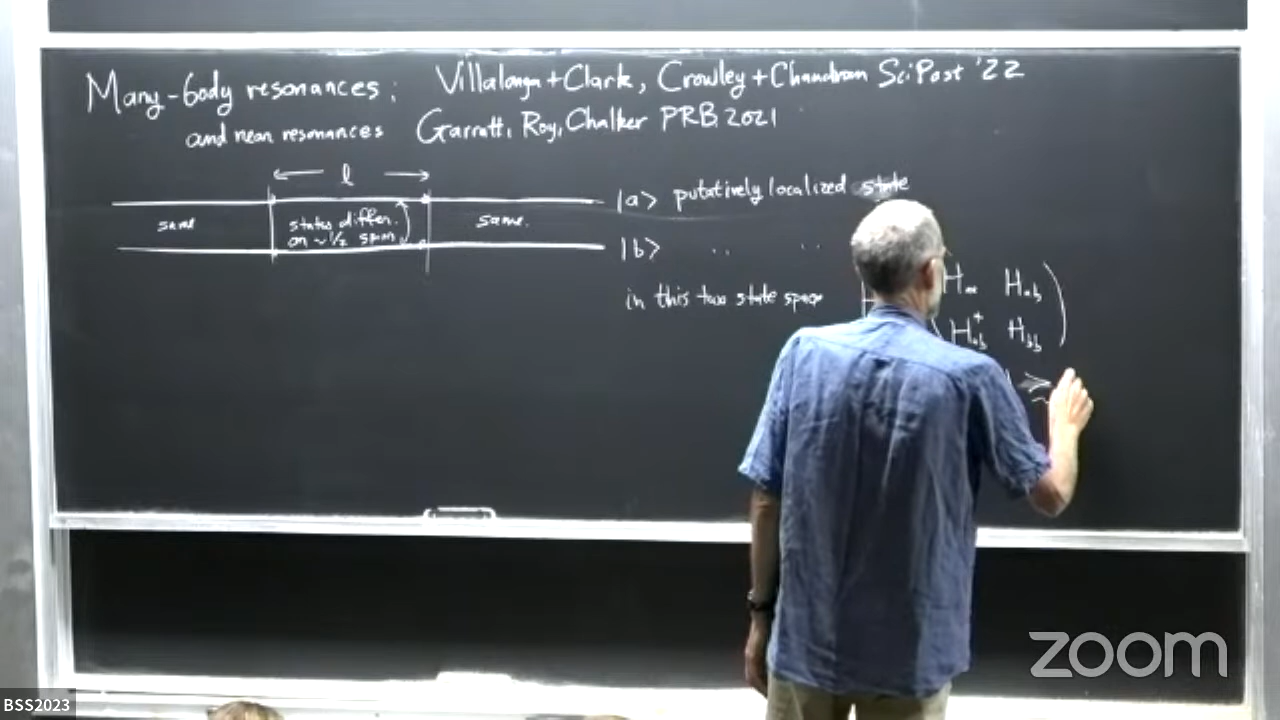 Many-body resonances: Villalonga+Clark, Crowley+Chandran SciPost '22
and near resonances Garratt, Roy, Chalker PRB 2021
← l →
|a> putatively localized state
same
states differ
on ~1/2 spins
same.
|b> " "
in this two state space
H_ab
H_ab^+ H_bb
≳
zoom
BSS2023